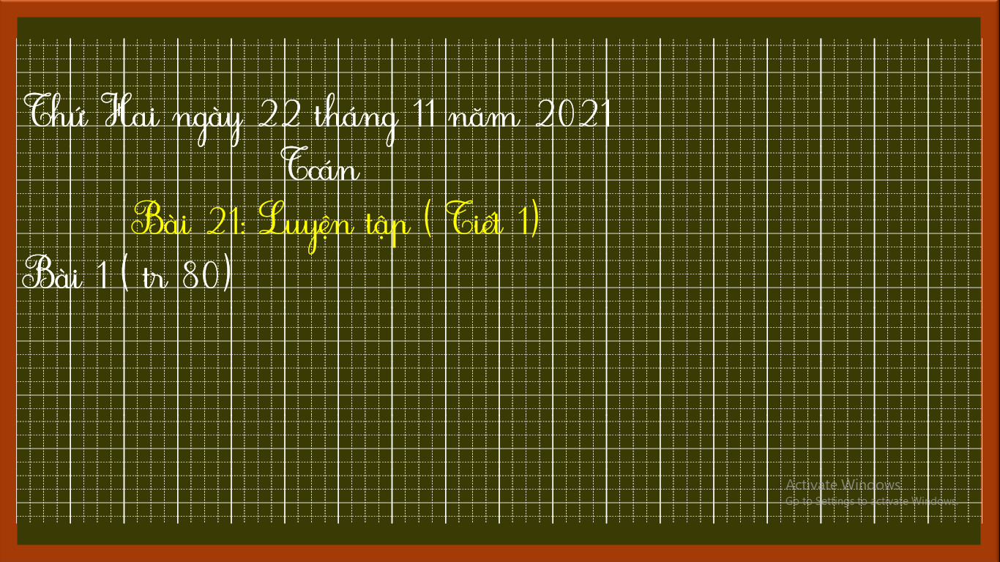 Thứ Hai ngày 22 tháng 11 năm 2021
Toán
Bài 21: Luyện tập ( Tiết 1)
Bài 1 ( tr 80)
Activate Windows
Go to Settings to activate Windows.